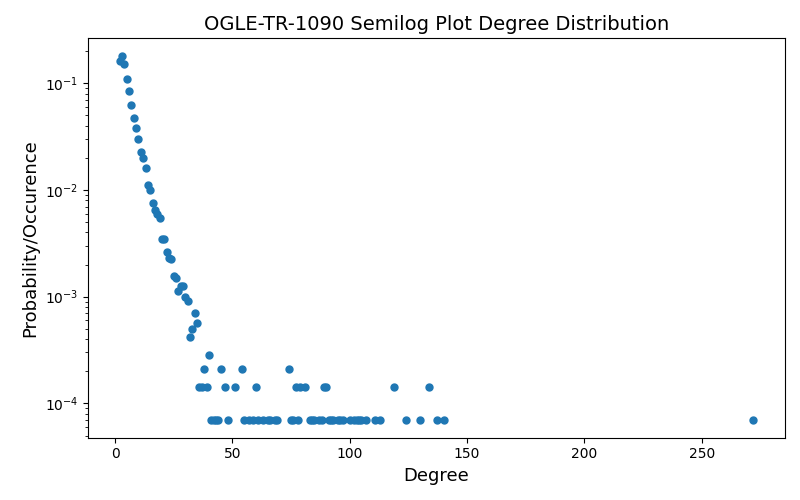 OGLE-TR-1090 Semilog Plot Degree Distribution
Probability/Occurence
10⁻¹
10⁻²
10⁻³
10⁻⁴
0 50 100 150 200 250
Degree